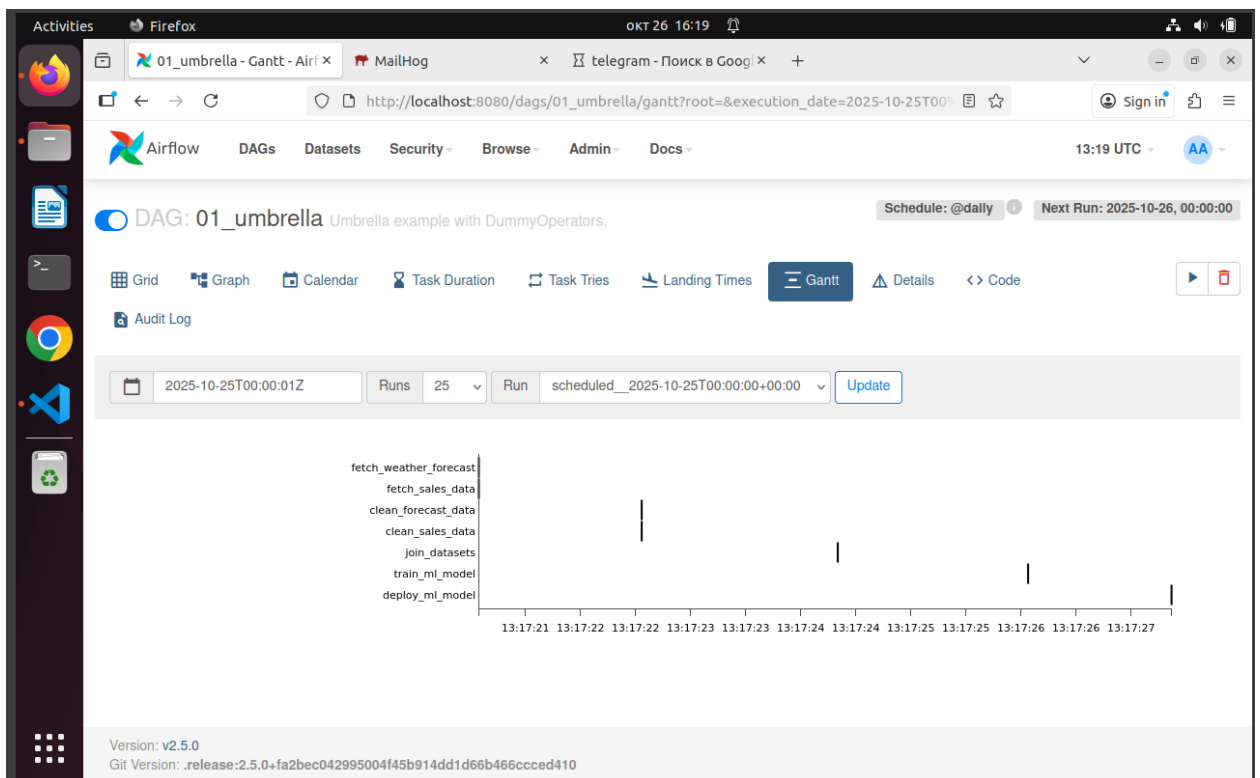 Activities Firefox окт 26 16:19
01_umbrella - Gantt - Airf × MailHog × telegram - Поиск в Googl × +
http://localhost:8080/dags/01_umbrella/gantt?root=&execution_date=2025-10-25T00% Sign in
Airflow DAGs Datasets Security Browse Admin Docs 13:19 UTC AA
DAG: 01_umbrella Umbrella example with DummyOperators. Schedule: @daily Next Run: 2025-10-26, 00:00:00
Grid Graph Calendar Task Duration Task Tries Landing Times Gantt Details <> Code
Audit Log
2025-10-25T00:00:01Z Runs 25 Run scheduled__2025-10-25T00:00:00+00:00 Update
fetch_weather_forecast
fetch_sales_data
clean_forecast_data
clean_sales_data
join_datasets
train_ml_model
deploy_ml_model
13:17:21 13:17:22 13:17:22 13:17:23 13:17:23 13:17:24 13:17:24 13:17:25 13:17:25 13:17:26 13:17:26 13:17:27
Version: v2.5.0
Git Version: .release:2.5.0+fa2bec042995004f45b914dd1d66b466ccced410